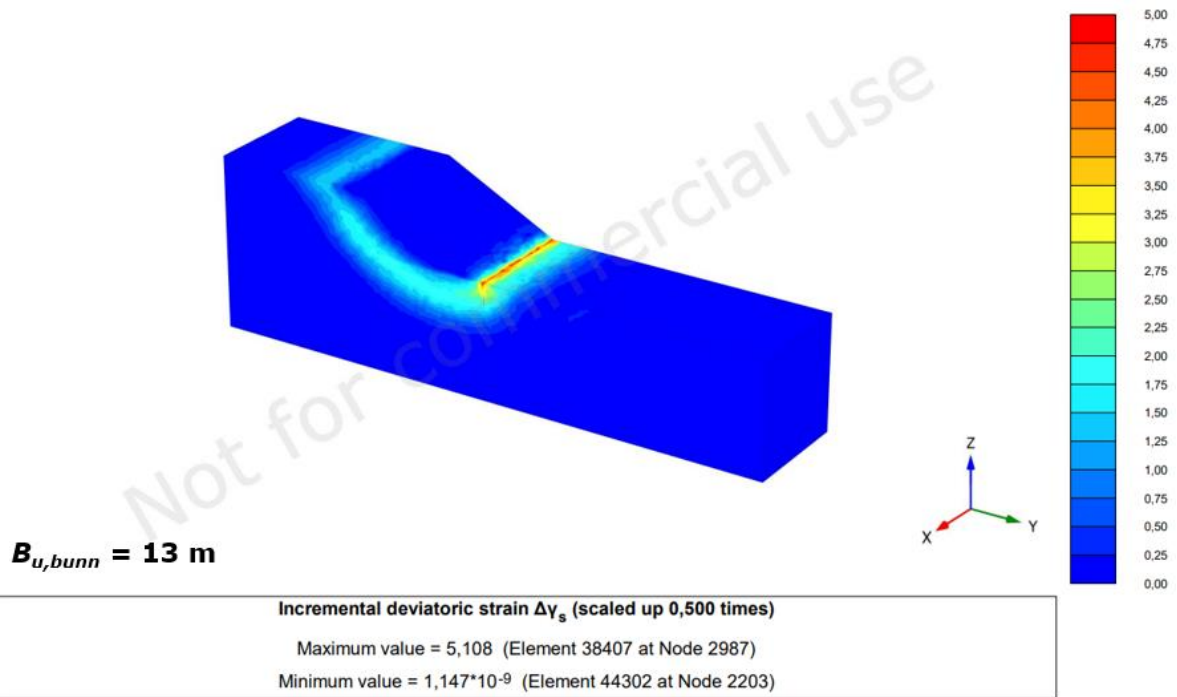 5,00
4,75
4,50
4,25
4,00
3,75
3,50
3,25
3,00
2,75
2,50
2,25
2,00
1,75
1,50
1,25
1,00
0,75
0,50
0,25
0,00
Not for commercial use
Z
X
Y
B_{u,bunn} = 13 m
Incremental deviatoric strain Δγ_s (scaled up 0,500 times)
Maximum value = 5,108 (Element 38407 at Node 2987)
Minimum value = 1,147*10^{-9} (Element 44302 at Node 2203)